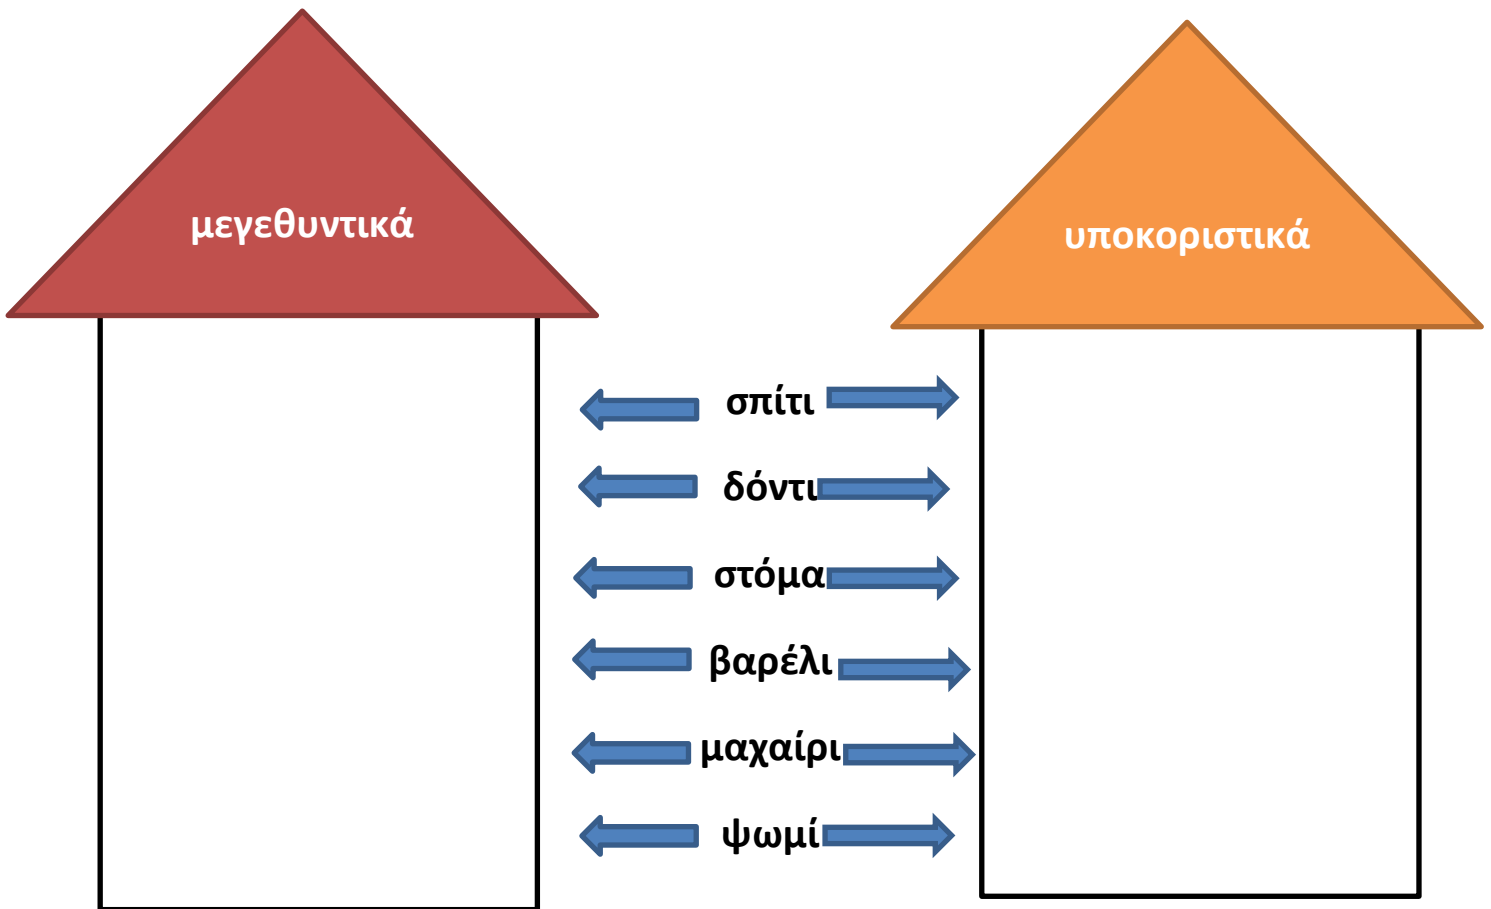 μεγεθυντικά
υποκοριστικά
σπίτι
δόντι
στόμα
βαρέλι
μαχαίρι
ψωμί